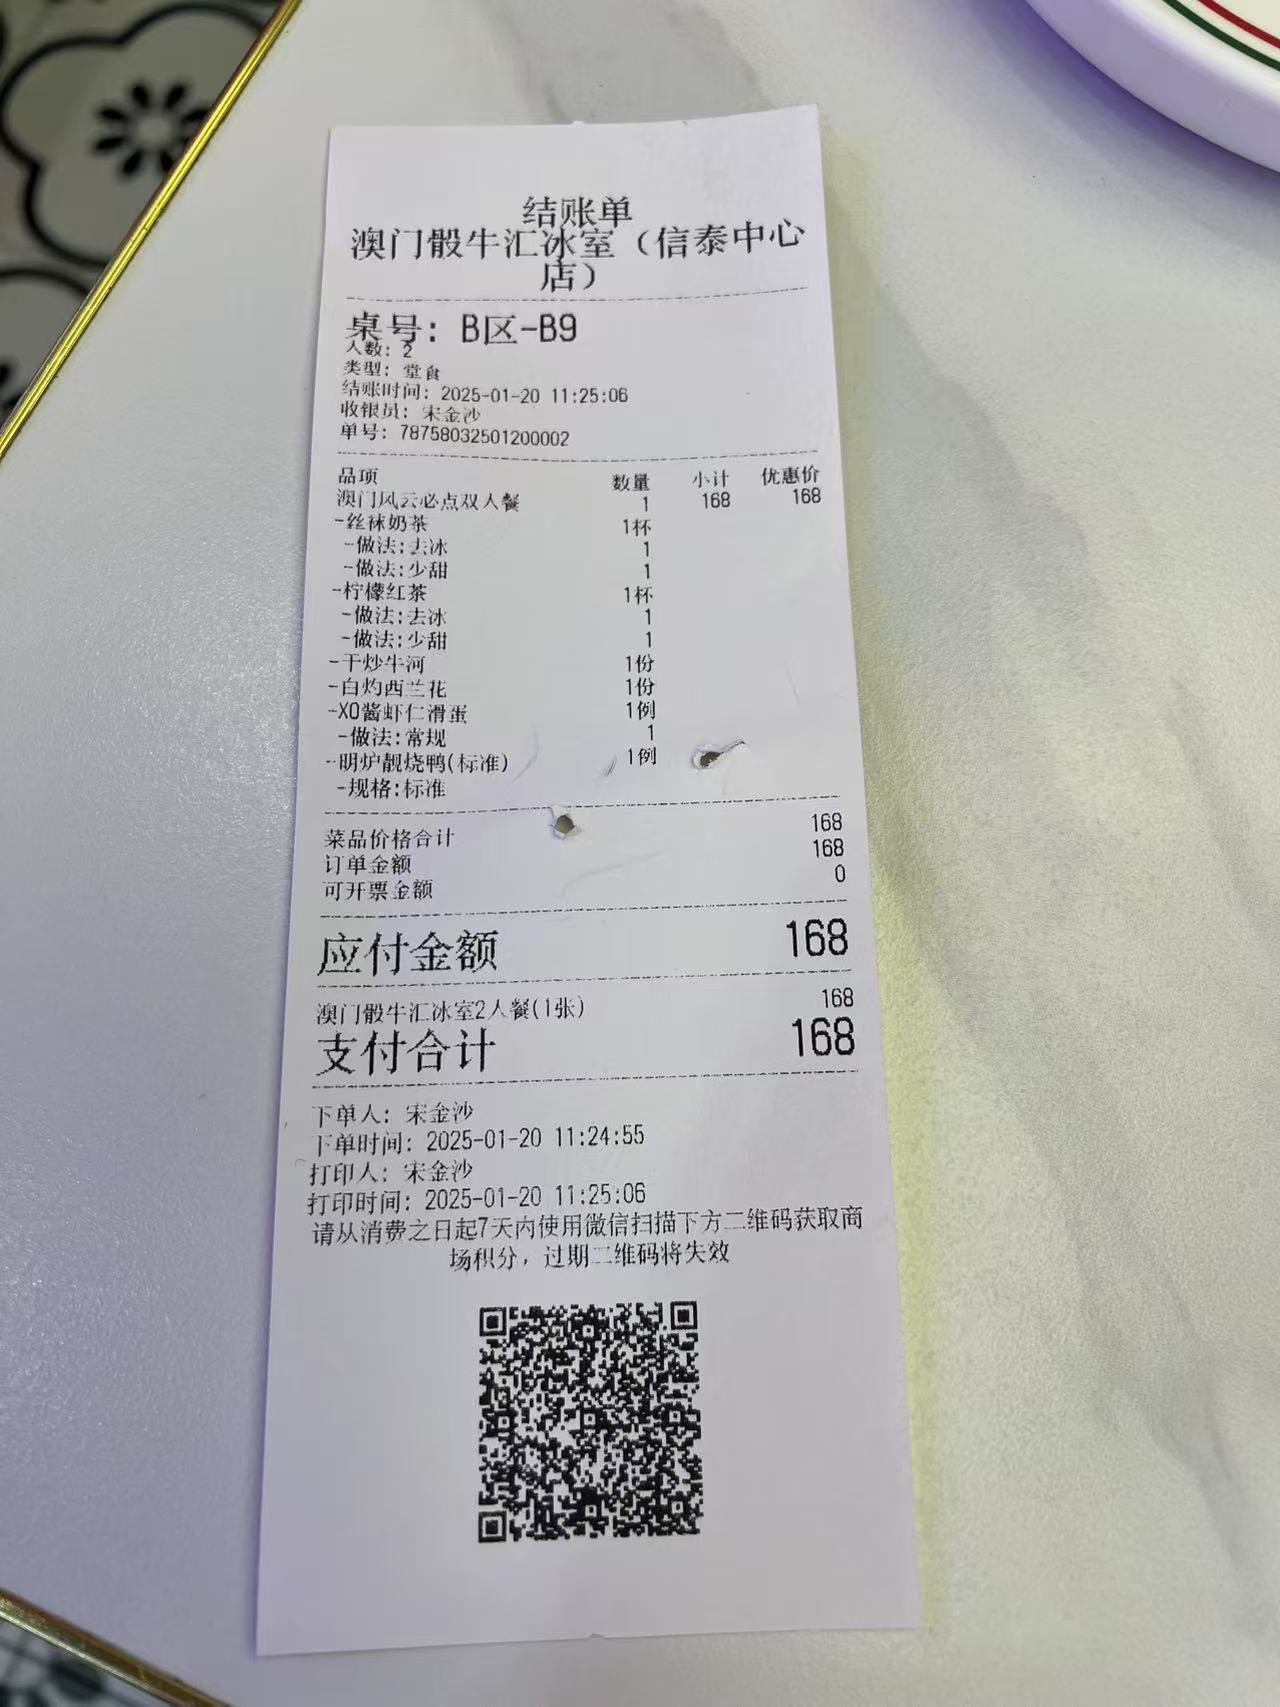 结账单
澳门骰牛汇冰室（信泰中心
店）
桌号: B区-B9
人数: 2
类型: 堂食
结账时间: 2025-01-20 11:25:06
收银员: 宋金沙
单号: 78758032501200002
品项 数量 小计 优惠价
澳门风云必点双人餐 1 168 168
-丝袜奶茶 1杯
-做法:去冰 1
-做法:少甜 1
-柠檬红茶 1杯
-做法:去冰 1
-做法:少甜 1
-干炒牛河 1份
-白灼西兰花 1份
-XO酱虾仁滑蛋 1例
-做法:常规 1
-明炉靓烧鸭(标准) 1例
-规格:标准
菜品价格合计 168
订单金额 168
可开票金额 0
应付金额 168
澳门骰牛汇冰室2人餐(1张) 168
支付合计 168
下单人: 宋金沙
下单时间: 2025-01-20 11:24:55
打印人: 宋金沙
打印时间: 2025-01-20 11:25:06
请从消费之日起7天内使用微信扫描下方二维码获取商
场积分，过期二维码将失效